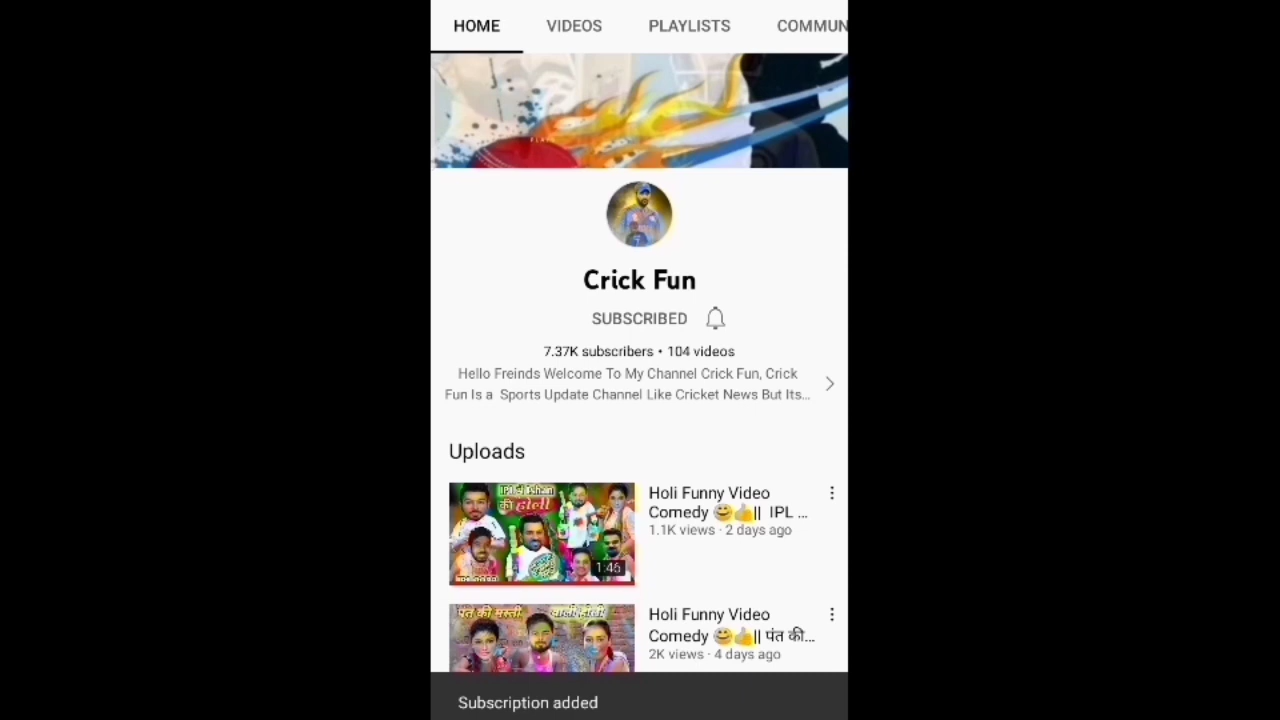 HOME VIDEOS PLAYLISTS COMMUN
Crick Fun
SUBSCRIBED
7.37K subscribers • 104 videos
Hello Freinds Welcome To My Channel Crick Fun, Crick
Fun Is a Sports Update Channel Like Cricket News But Its...
Uploads
IPL
की होली
1:46
Holi Funny Video
Comedy 😄👍|| IPL ...
1.1K views · 2 days ago
पंत की मस्ती
वाली होली
Holi Funny Video
Comedy 😄👍|| पंत की...
2K views · 4 days ago
Subscription added